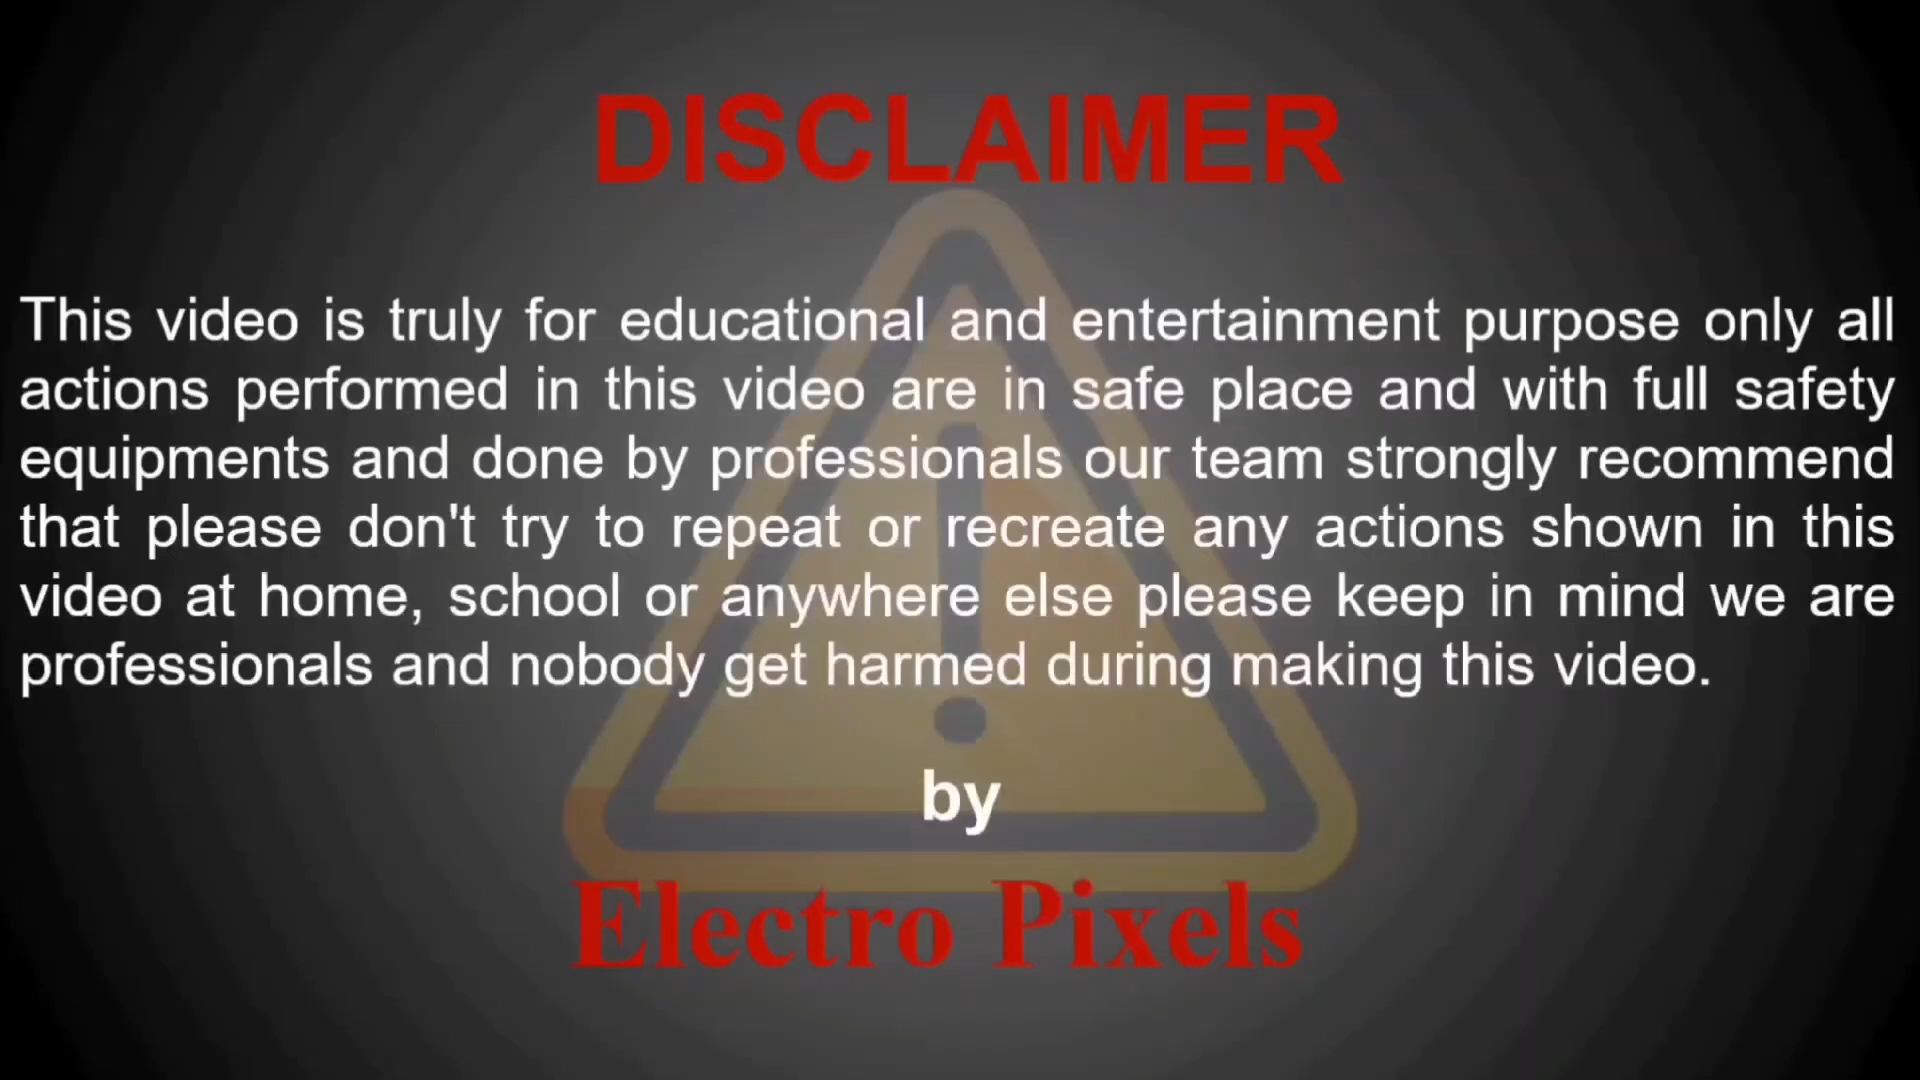 DISCLAIMER
This video is truly for educational and entertainment purpose only all
actions performed in this video are in safe place and with full safety
equipments and done by professionals our team strongly recommend
that please don't try to repeat or recreate any actions shown in this
video at home, school or anywhere else please keep in mind we are
professionals and nobody get harmed during making this video.
by
Electro Pixels